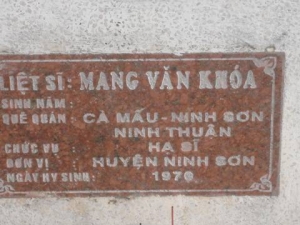 LIỆT SĨ: MANG VĂN KHÓA
SINH NĂM :
QUÊ QUÁN : CÀ MẤU-NINH SƠN
NINH THUẬN
CHỨC VỤ : HẠ SĨ
ĐƠN VỊ : HUYỆN NINH SƠN
NGÀY HY SINH: 1970